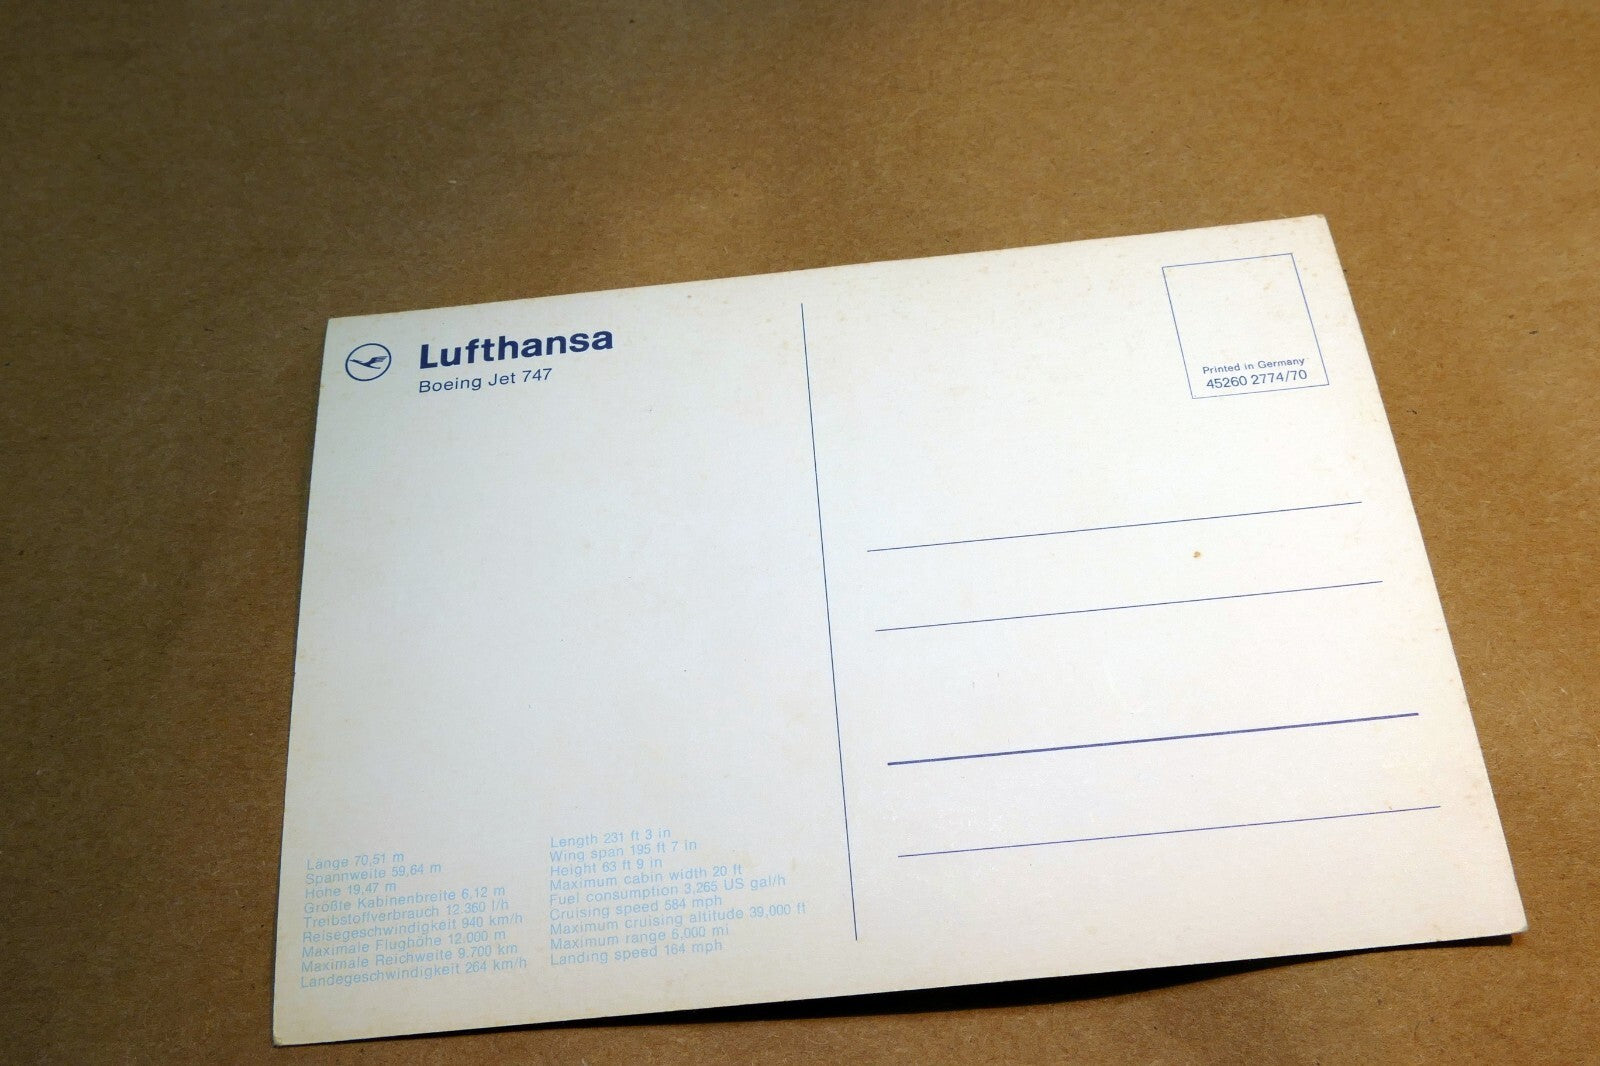 Lufthansa
Boeing Jet 747
Printed in Germany
45260 2774/70
Länge 70,51 m
Spannweite 59,64 m
Höhe 19,47 m
Größte Kabinenbreite 6,12 m
Treibstoffverbrauch 12.360 l/h
Reisegeschwindigkeit 940 km/h
Maximale Flughöhe 12.000 m
Maximale Reichweite 9.700 km
Landegeschwindigkeit 264 km/h
Length 231 ft 3 in
Wing span 195 ft 7 in
Height 63 ft 9 in
Maximum cabin width 20 ft
Fuel consumption 3,265 US gal/h
Cruising speed 584 mph
Maximum cruising altitude 39,000 ft
Maximum range 6,000 mi
Landing speed 164 mph